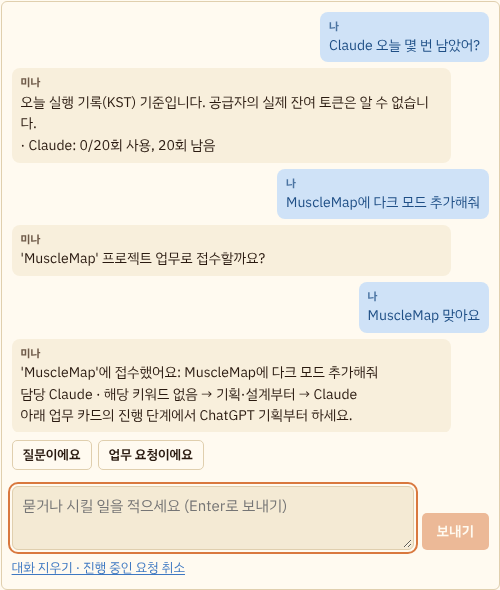 나
Claude 오늘 몇 번 남았어?
미나
오늘 실행 기록(KST) 기준입니다. 공급자의 실제 잔여 토큰은 알 수 없습니
다.
· Claude: 0/20회 사용, 20회 남음
나
MuscleMap에 다크 모드 추가해줘
미나
'MuscleMap' 프로젝트 업무로 접수할까요?
나
MuscleMap 맞아요
미나
'MuscleMap'에 접수했어요: MuscleMap에 다크 모드 추가해줘
담당 Claude · 해당 키워드 없음 → 기획·설계부터 → Claude
아래 업무 카드의 진행 단계에서 ChatGPT 기획부터 하세요.
질문이에요 업무 요청이에요
묻거나 시킬 일을 적으세요 (Enter로 보내기)
보내기
대화 지우기 · 진행 중인 요청 취소